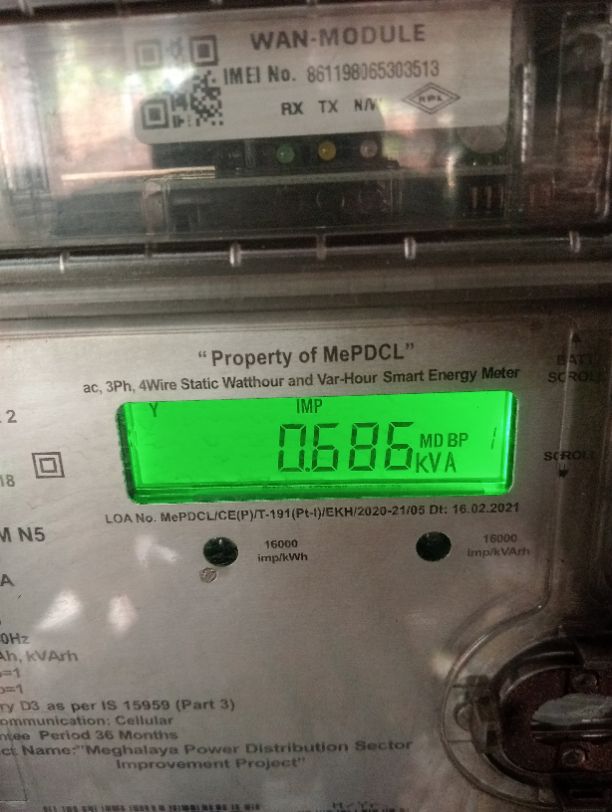 WAN-MODULE
IMEI No. 861198065303513
RX TX N/W
"Property of MePDCL"
ac, 3Ph, 4Wire Static Watthour and Var-Hour Smart Energy Meter
BATT
SCROLL
Y IMP
0.686 MD BP
kVA
SCROLL
2
18
LOA No. MePDCL/CE(P)/T-191(Pt-I)/EKH/2020-21/05 Dt: 16.02.2021
M N5
16000
imp/kWh
16000
Imp/kVArh
A
0Hz
Ah, kVArh
=1
=1
ry D3 as per IS 15959 (Part 3)
ommunication: Cellular
ntee Period 36 Months
ct Name:"Meghalaya Power Distribution Sector
Improvement Project"